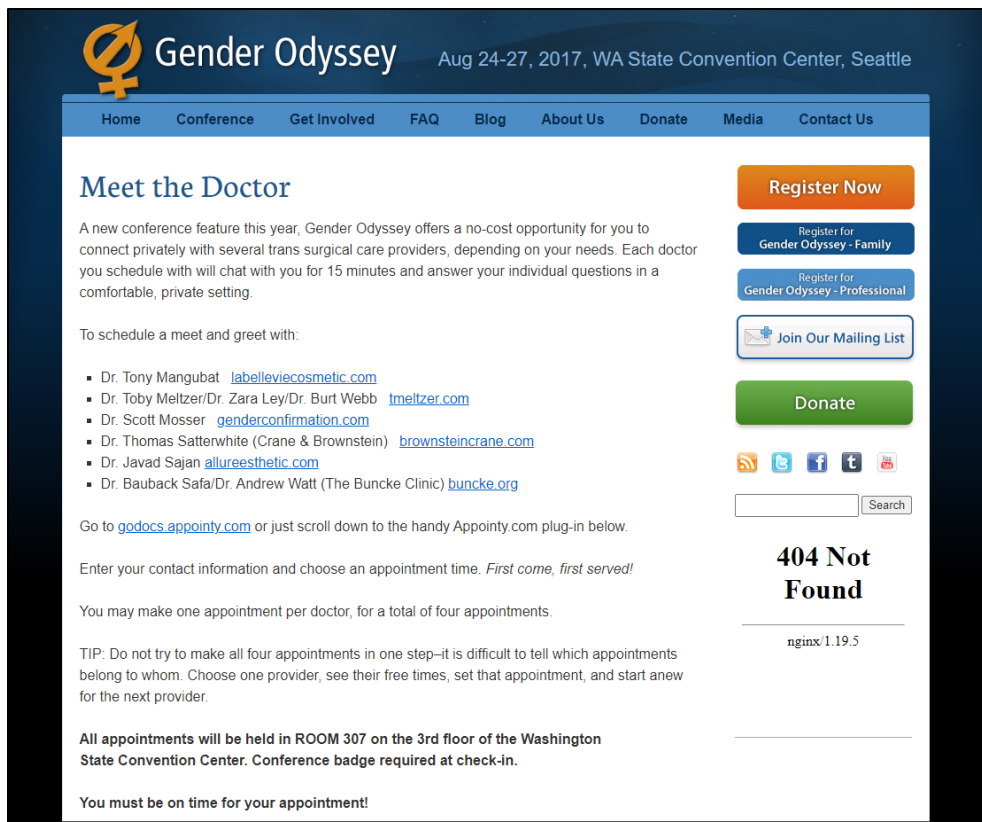 Gender Odyssey
Aug 24-27, 2017, WA State Convention Center, Seattle
Home Conference Get Involved FAQ Blog About Us Donate Media Contact Us
Meet the Doctor
A new conference feature this year, Gender Odyssey offers a no-cost opportunity for you to
connect privately with several trans surgical care providers, depending on your needs. Each doctor
you schedule with will chat with you for 15 minutes and answer your individual questions in a
comfortable, private setting.
To schedule a meet and greet with:
▪ Dr. Tony Mangubat labelleviecosmetic.com
▪ Dr. Toby Meltzer/Dr. Zara Ley/Dr. Burt Webb tmeltzer.com
▪ Dr. Scott Mosser genderconfirmation.com
▪ Dr. Thomas Satterwhite (Crane & Brownstein) brownsteincrane.com
▪ Dr. Javad Sajan allureesthetic.com
▪ Dr. Bauback Safa/Dr. Andrew Watt (The Buncke Clinic) buncke.org
Go to godocs.appointy.com or just scroll down to the handy Appointy.com plug-in below.
Enter your contact information and choose an appointment time. First come, first served!
You may make one appointment per doctor, for a total of four appointments.
TIP: Do not try to make all four appointments in one step–it is difficult to tell which appointments
belong to whom. Choose one provider, see their free times, set that appointment, and start anew
for the next provider.
All appointments will be held in ROOM 307 on the 3rd floor of the Washington
State Convention Center. Conference badge required at check-in.
You must be on time for your appointment!
Register Now
Register for
Gender Odyssey - Family
Register for
Gender Odyssey - Professional
Join Our Mailing List
Donate
You
Tube
Search
404 Not
Found
nginx/1.19.5